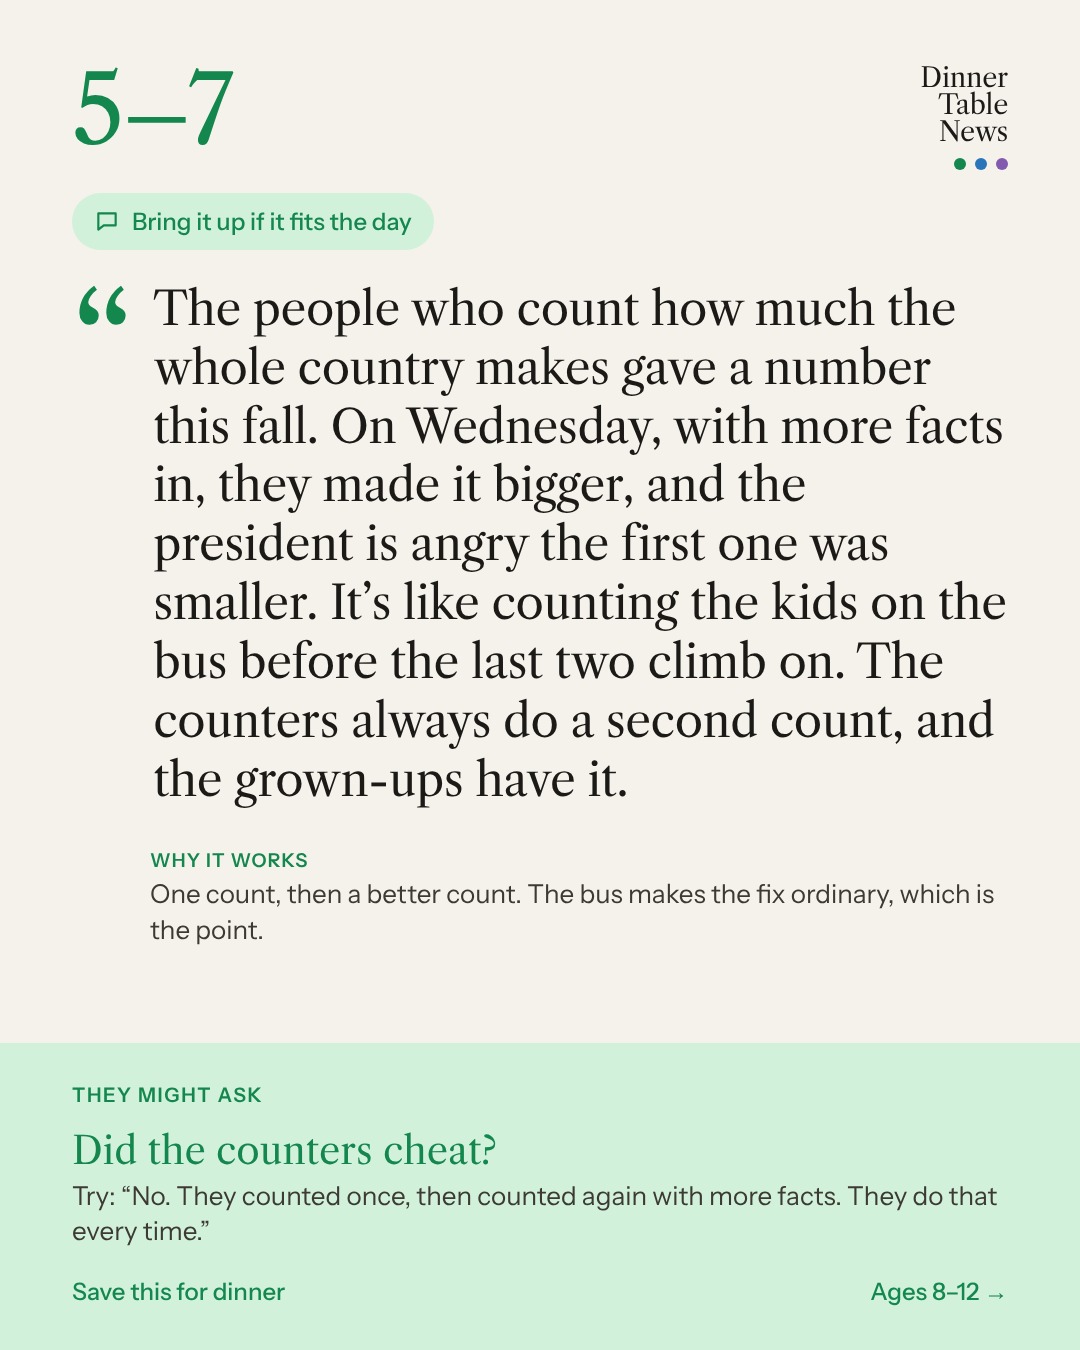 5–7
Dinner
Table
News
Bring it up if it fits the day
“ The people who count how much the
whole country makes gave a number
this fall. On Wednesday, with more facts
in, they made it bigger, and the
president is angry the first one was
smaller. It’s like counting the kids on the
bus before the last two climb on. The
counters always do a second count, and
the grown-ups have it.
WHY IT WORKS
One count, then a better count. The bus makes the fix ordinary, which is
the point.
THEY MIGHT ASK
Did the counters cheat?
Try: “No. They counted once, then counted again with more facts. They do that
every time.”
Save this for dinner
Ages 8–12 →